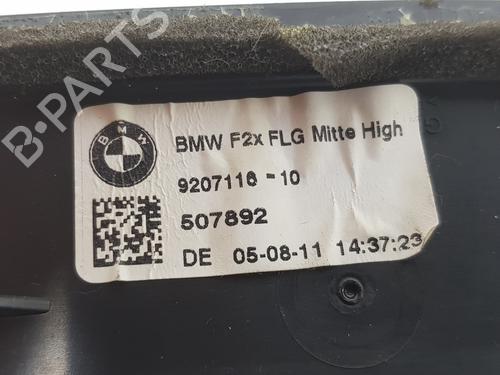 BMW
BMW F2x FLG Mitte High
9207116 - 10
507892
DE 05-08-11 14:37:23
B-PARTS